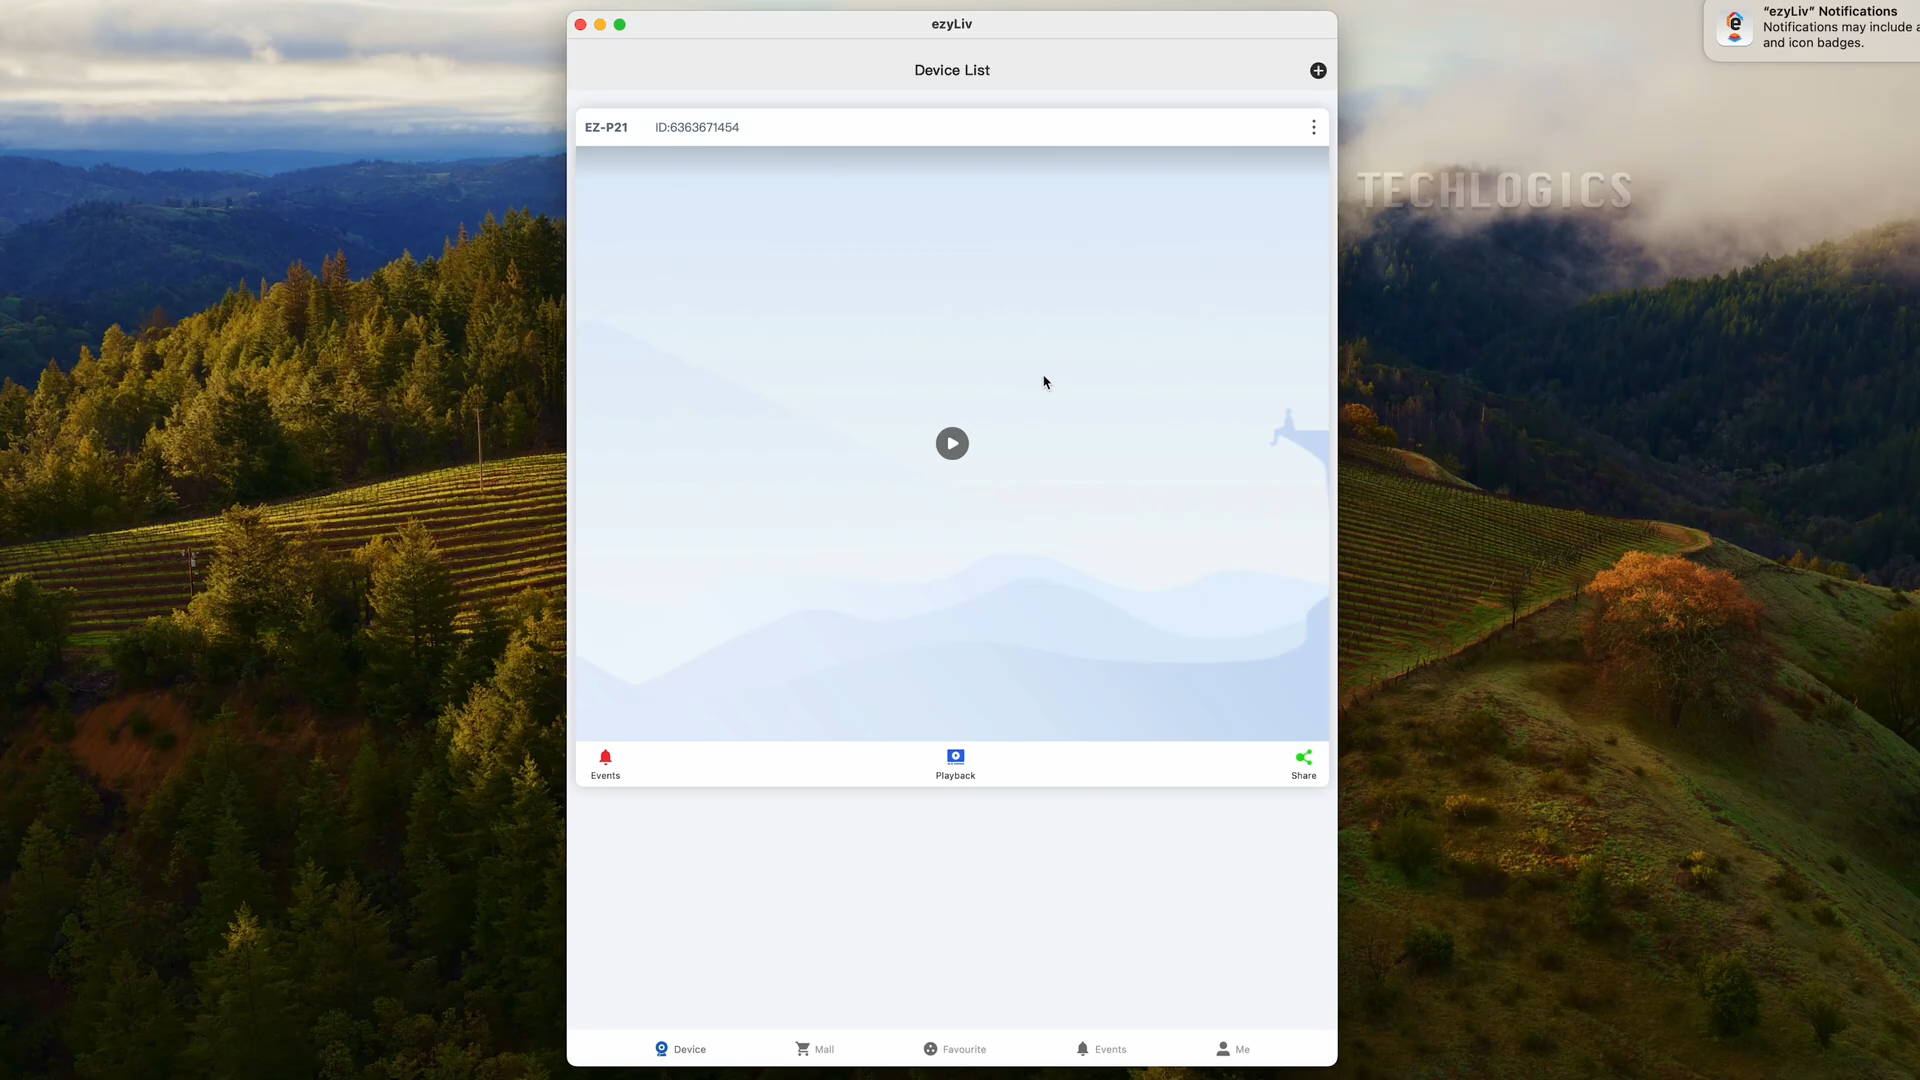 ezyLiv
“ezyLiv” Notifications
Notifications may include a
and icon badges.
Device List
EZ-P21 ID:6363671454
TECHLOGICS
Events Playback Share
Device Mall Favourite Events Me